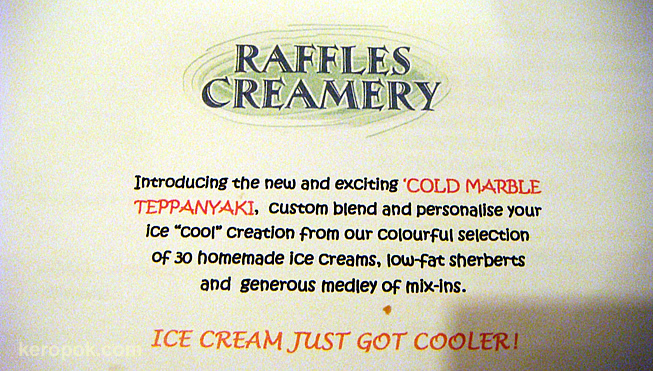 RAFFLES
CREAMERY
Introducing the new and exciting 'COLD MARBLE
TEPPANYAKI, custom blend and personalise your
ice "cool" creation from our colourful selection
of 30 homemade ice creams, low-fat sherberts
and generous medley of mix-ins.
ICE CREAM JUST GOT COOLER!
keropok.com